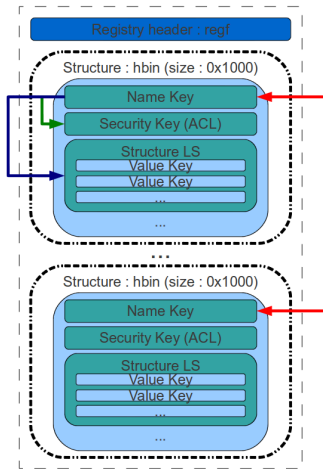 Registry header : regf
Structure : hbin (size : 0x1000)
Name Key
Security Key (ACL)
Structure LS
Value Key
Value Key
...
...
...
Structure : hbin (size : 0x1000)
Name Key
Security Key (ACL)
Structure LS
Value Key
Value Key
...
...